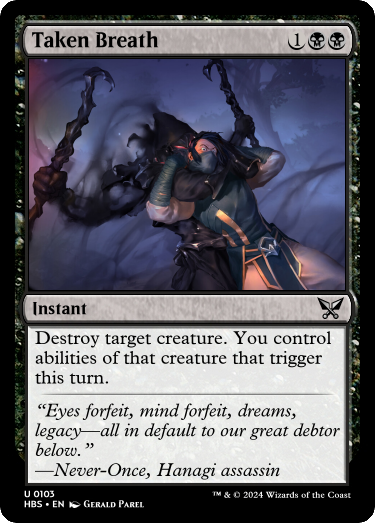 Taken Breath 1
Instant
Destroy target creature. You control
abilities of that creature that trigger
this turn.
“Eyes forfeit, mind forfeit, dreams,
legacy—all in default to our great debtor
below.”
—Never-Once, Hanagi assassin
U 0103
HBS • EN GERALD PAREL
™ & © 2024 Wizards of the Coast